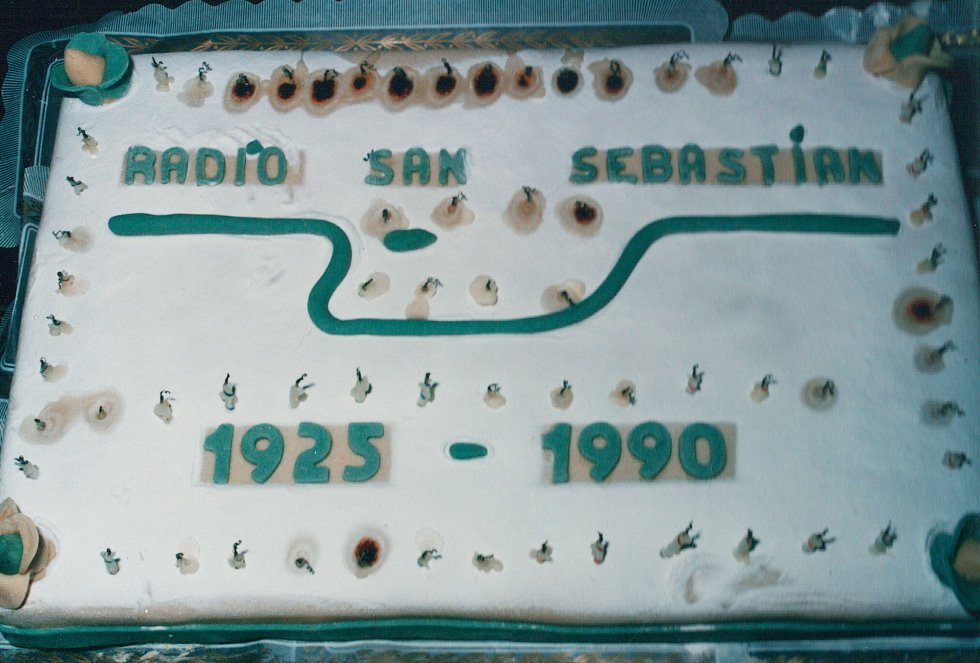 RADIO SAN SEBASTIAN
1925 - 1990